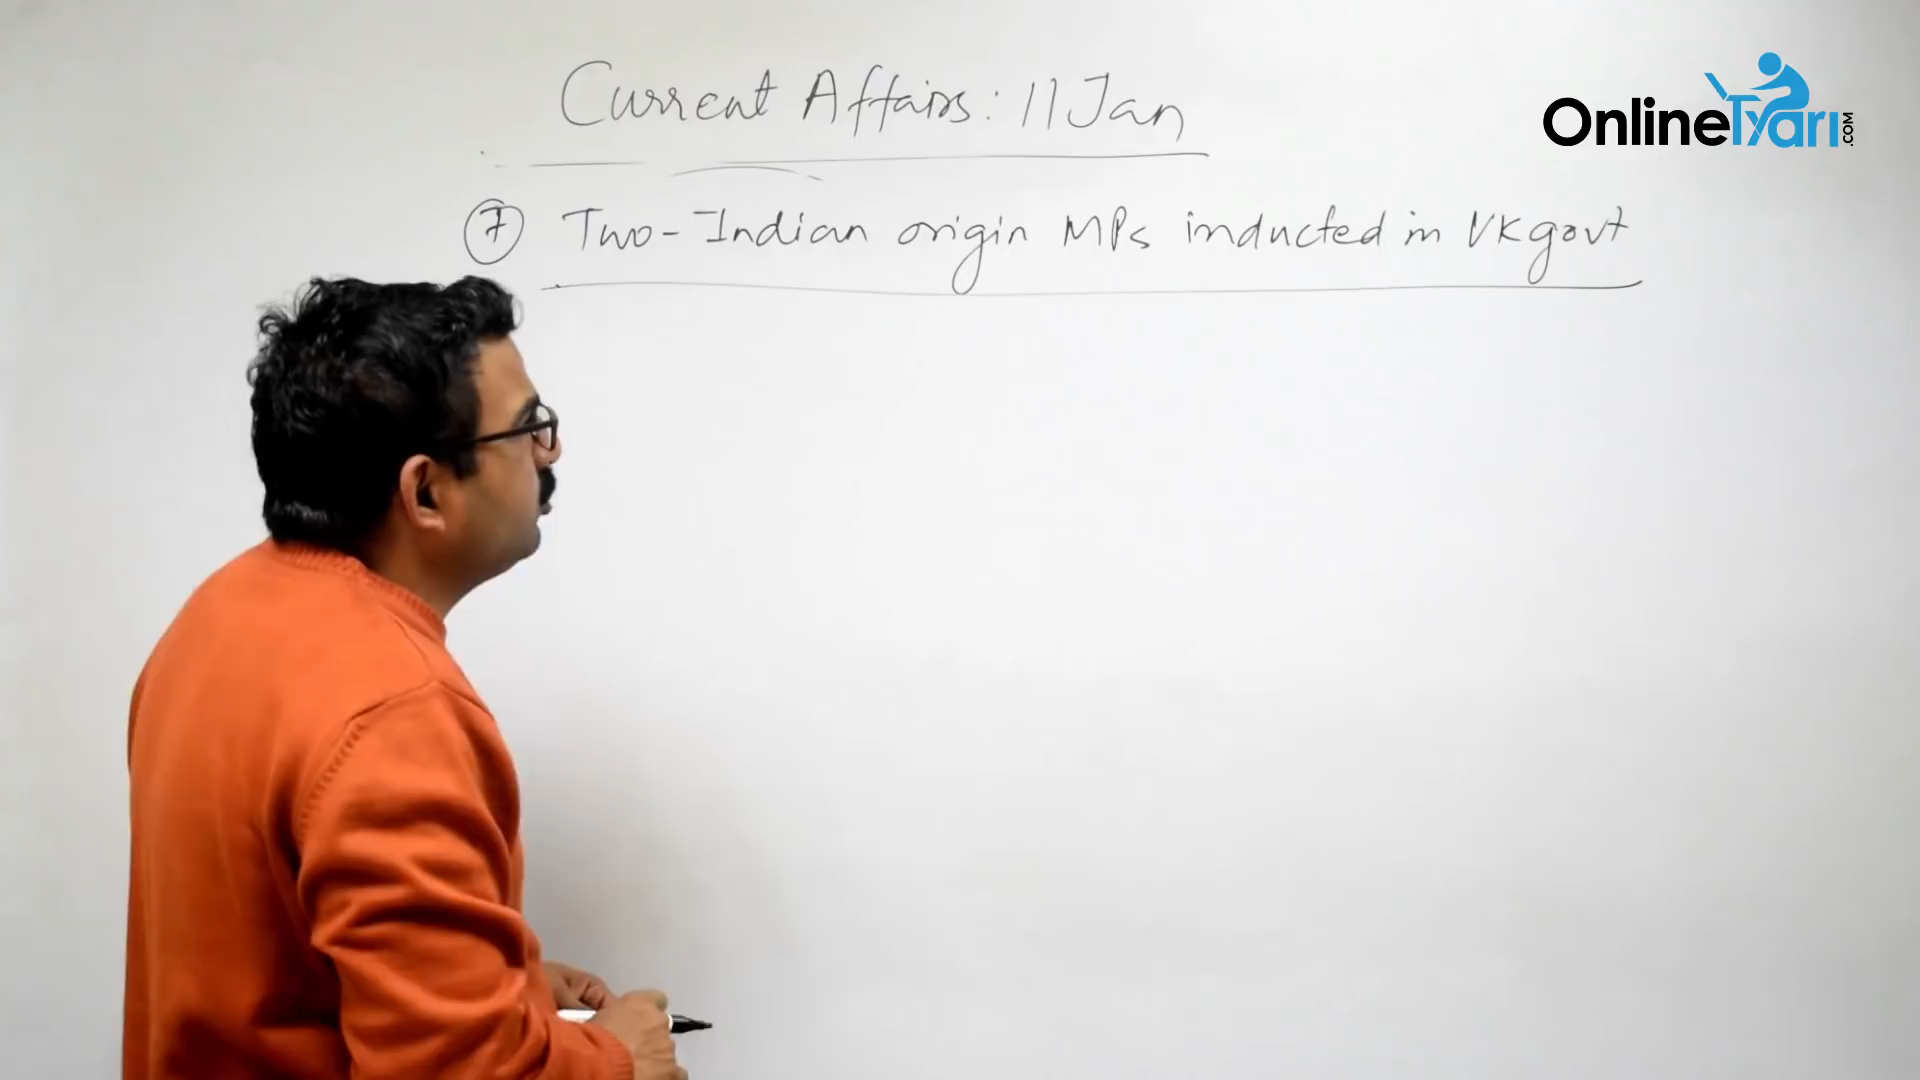 Current Affairs: 11 Jan
OnlineTyari.COM
7 Two-Indian origin MPs inducted in UK govt